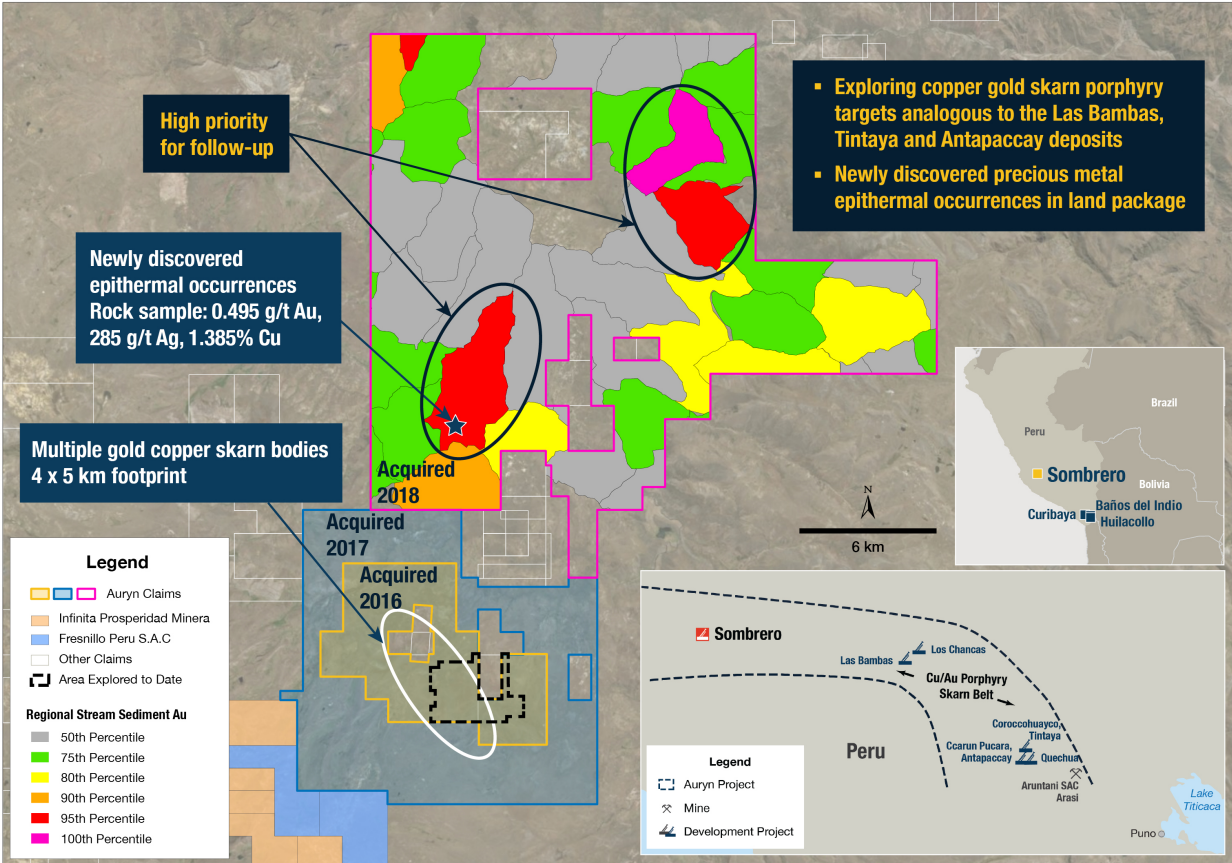 High priority
for follow-up
Newly discovered
epithermal occurrences
Rock sample: 0.495 g/t Au,
285 g/t Ag, 1.385% Cu
Multiple gold copper skarn bodies
4 x 5 km footprint
▪ Exploring copper gold skarn porphyry
targets analogous to the Las Bambas,
Tintaya and Antapaccay deposits
▪ Newly discovered precious metal
epithermal occurrences in land package
Acquired
2018
Acquired
2017
Acquired
2016
N
6 km
Legend
Auryn Claims
Infinita Prosperidad Minera
Fresnillo Peru S.A.C
Other Claims
Area Explored to Date
Regional Stream Sediment Au
50th Percentile
75th Percentile
80th Percentile
90th Percentile
95th Percentile
100th Percentile
Brazil
Peru
Sombrero
Bolivia
Baños del Indio
Curibaya
Huilacollo
Sombrero
Los Chancas
Las Bambas
Cu/Au Porphyry
Skarn Belt
Coroccohuayco,
Tintaya
Ccarun Pucara,
Antapaccay
Quechua
Peru
Aruntani SAC
Arasi
Lake
Titicaca
Puno
Legend
Auryn Project
Mine
Development Project